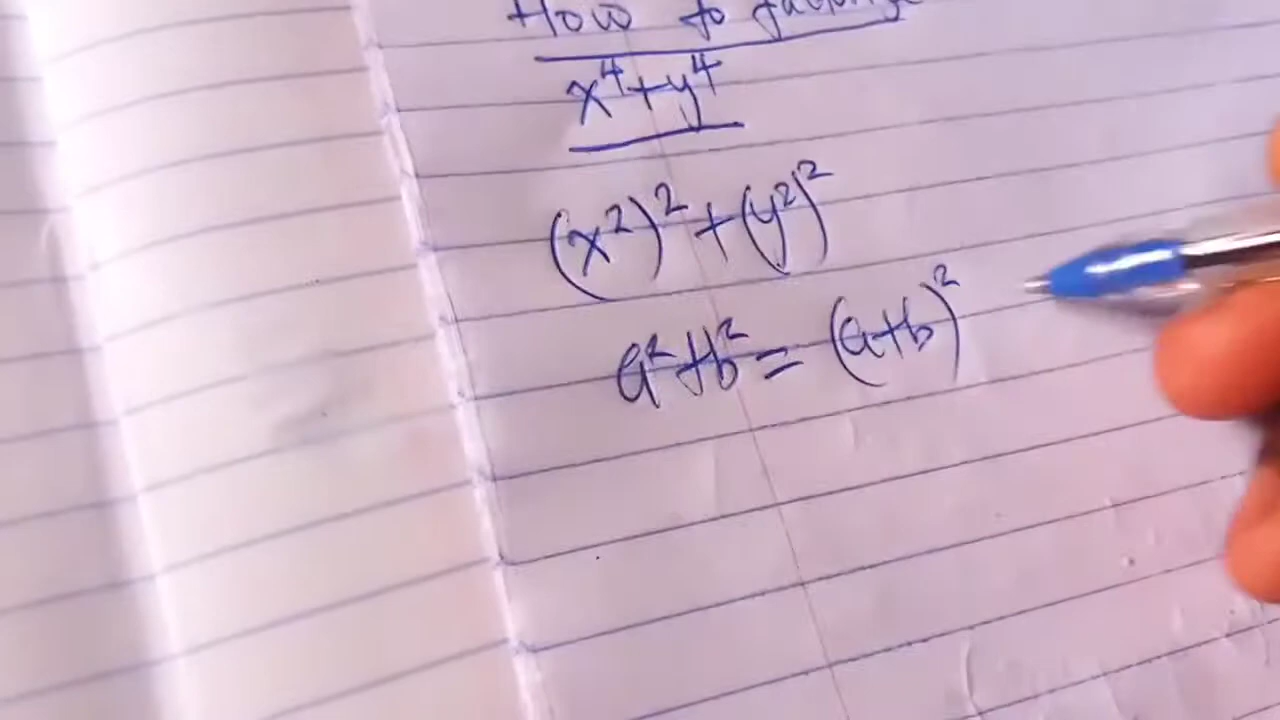 How to
x⁴+y⁴
(x²)²+(y²)²
a²+b²=(a+b)²